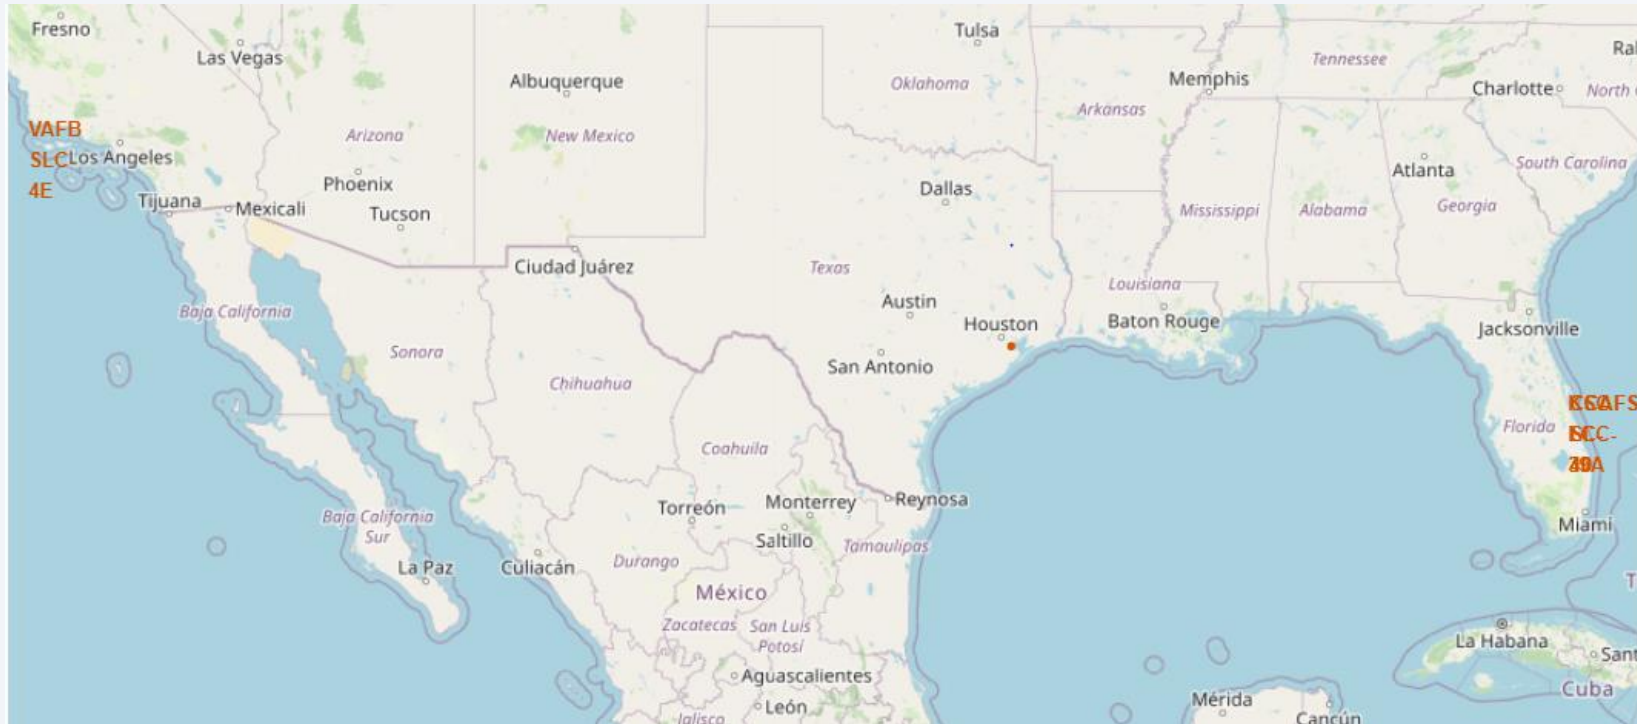 Fresno
Tulsa
Las Vegas
Ral
Tennessee
Albuquerque
Oklahoma
Memphis
Charlotte
North
Arkansas
VAFB
SLC
4E
Los Angeles
Arizona
New Mexico
Atlanta
South Carolina
Phoenix
Dallas
Tijuana
Mexicali
Tucson
Mississippi
Alabama
Georgia
Ciudad Juárez
Texas
Louisiana
Baja California
Austin
Houston
Baton Rouge
Jacksonville
Sonora
San Antonio
Chihuahua
Florida
Coahuila
Torreón
Monterrey
Reynosa
Baja California
Sur
Miami
Saltillo
Tamaulipas
La Paz
Culiacán
Durango
México
Zacatecas
San Luis
Potosí
La Habana
Sant
Aguascalientes
Cuba
León
Mérida
Jalisco
Cancún